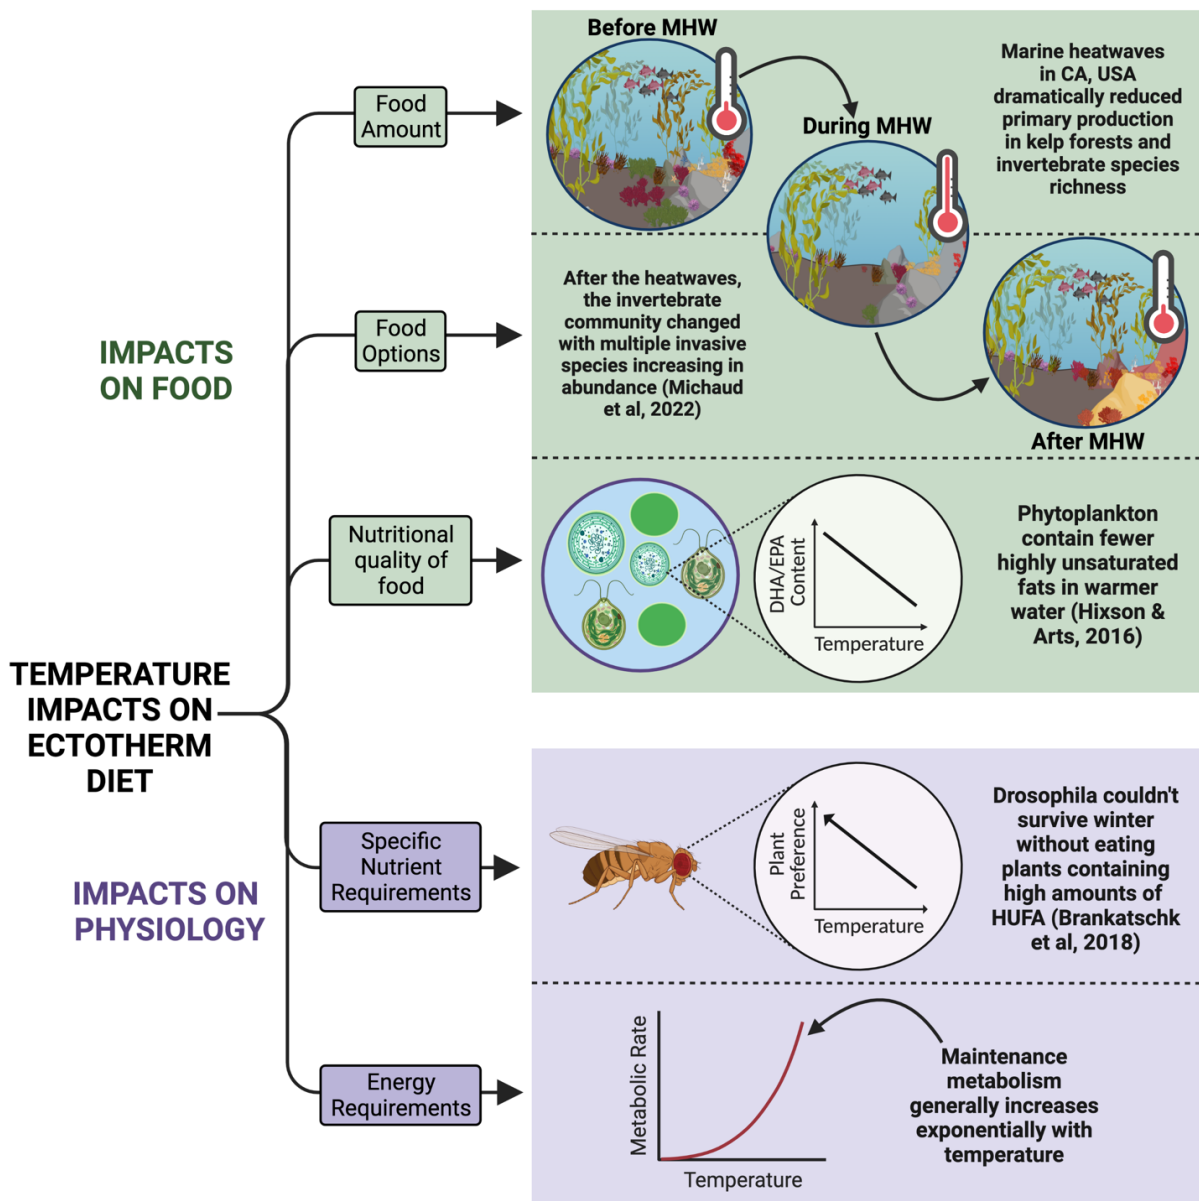 Before MHW
Marine heatwaves
in CA, USA
dramatically reduced
primary production
in kelp forests and
invertebrate species
richness
Food
Amount
During MHW
After the heatwaves,
the invertebrate
community changed
with multiple invasive
species increasing in
abundance (Michaud
et al, 2022)
Food
Options
IMPACTS
ON FOOD
After MHW
Nutritional
quality of
food
DHA/EPA
Content
Temperature
Phytoplankton
contain fewer
highly unsaturated
fats in warmer
water (Hixson &
Arts, 2016)
TEMPERATURE
IMPACTS ON
ECTOTHERM
DIET
Specific
Nutrient
Requirements
Plant
Preference
Temperature
Drosophila couldn't
survive winter
without eating
plants containing
high amounts of
HUFA (Brankatschk
et al, 2018)
IMPACTS ON
PHYSIOLOGY
Energy
Requirements
Metabolic Rate
Temperature
Maintenance
metabolism
generally increases
exponentially with
temperature